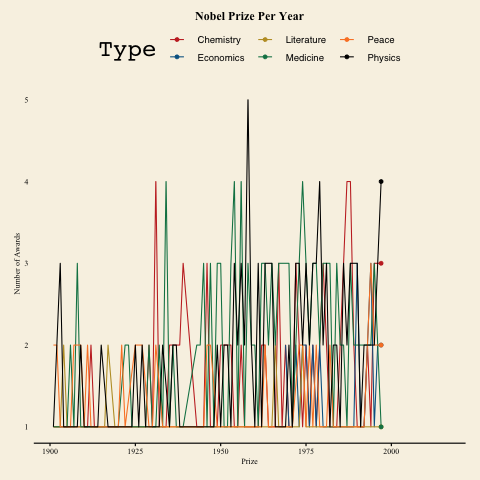 Nobel Prize Per Year
Type
Chemistry
Literature
Peace
Economics
Medicine
Physics
5
4
3
2
1
Number of Awards
1900
1925
1950
1975
2000
Prize